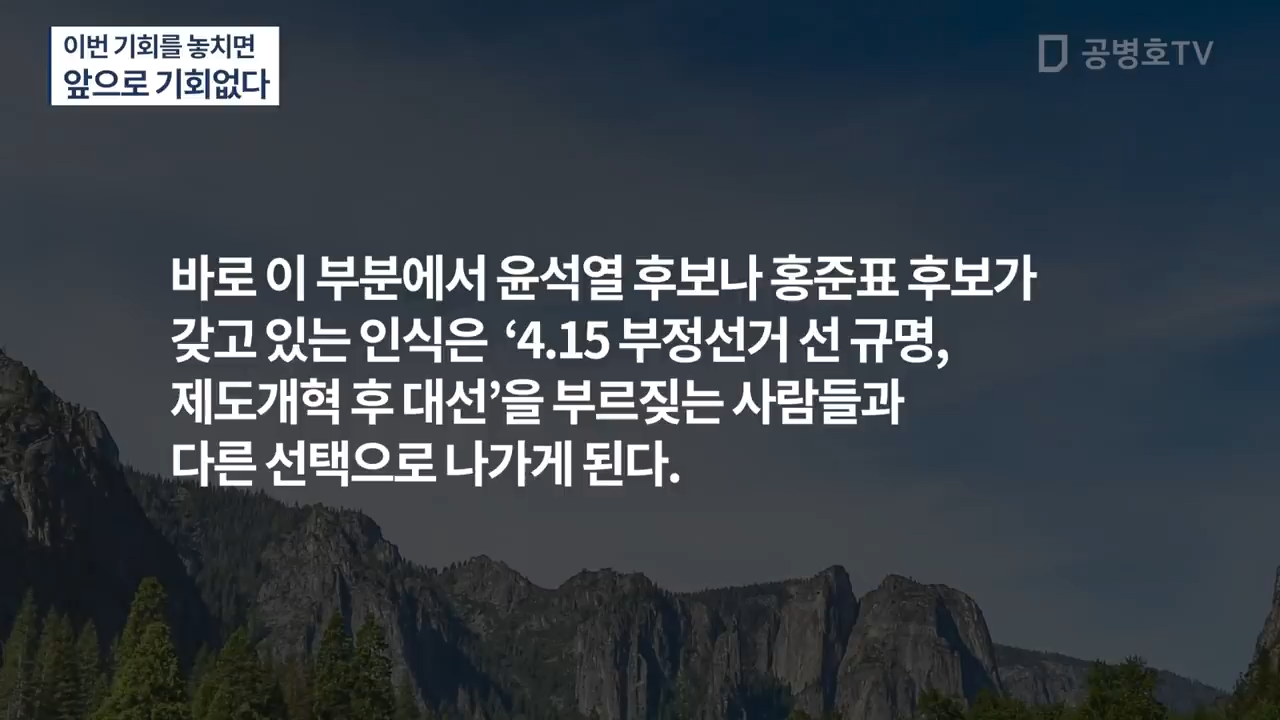 이번 기회를 놓치면
앞으로 기회없다
공병호TV
바로 이 부분에서 윤석열 후보나 홍준표 후보가
갖고 있는 인식은 ‘4.15 부정선거 선 규명,
제도개혁 후 대선’을 부르짖는 사람들과
다른 선택으로 나가게 된다.